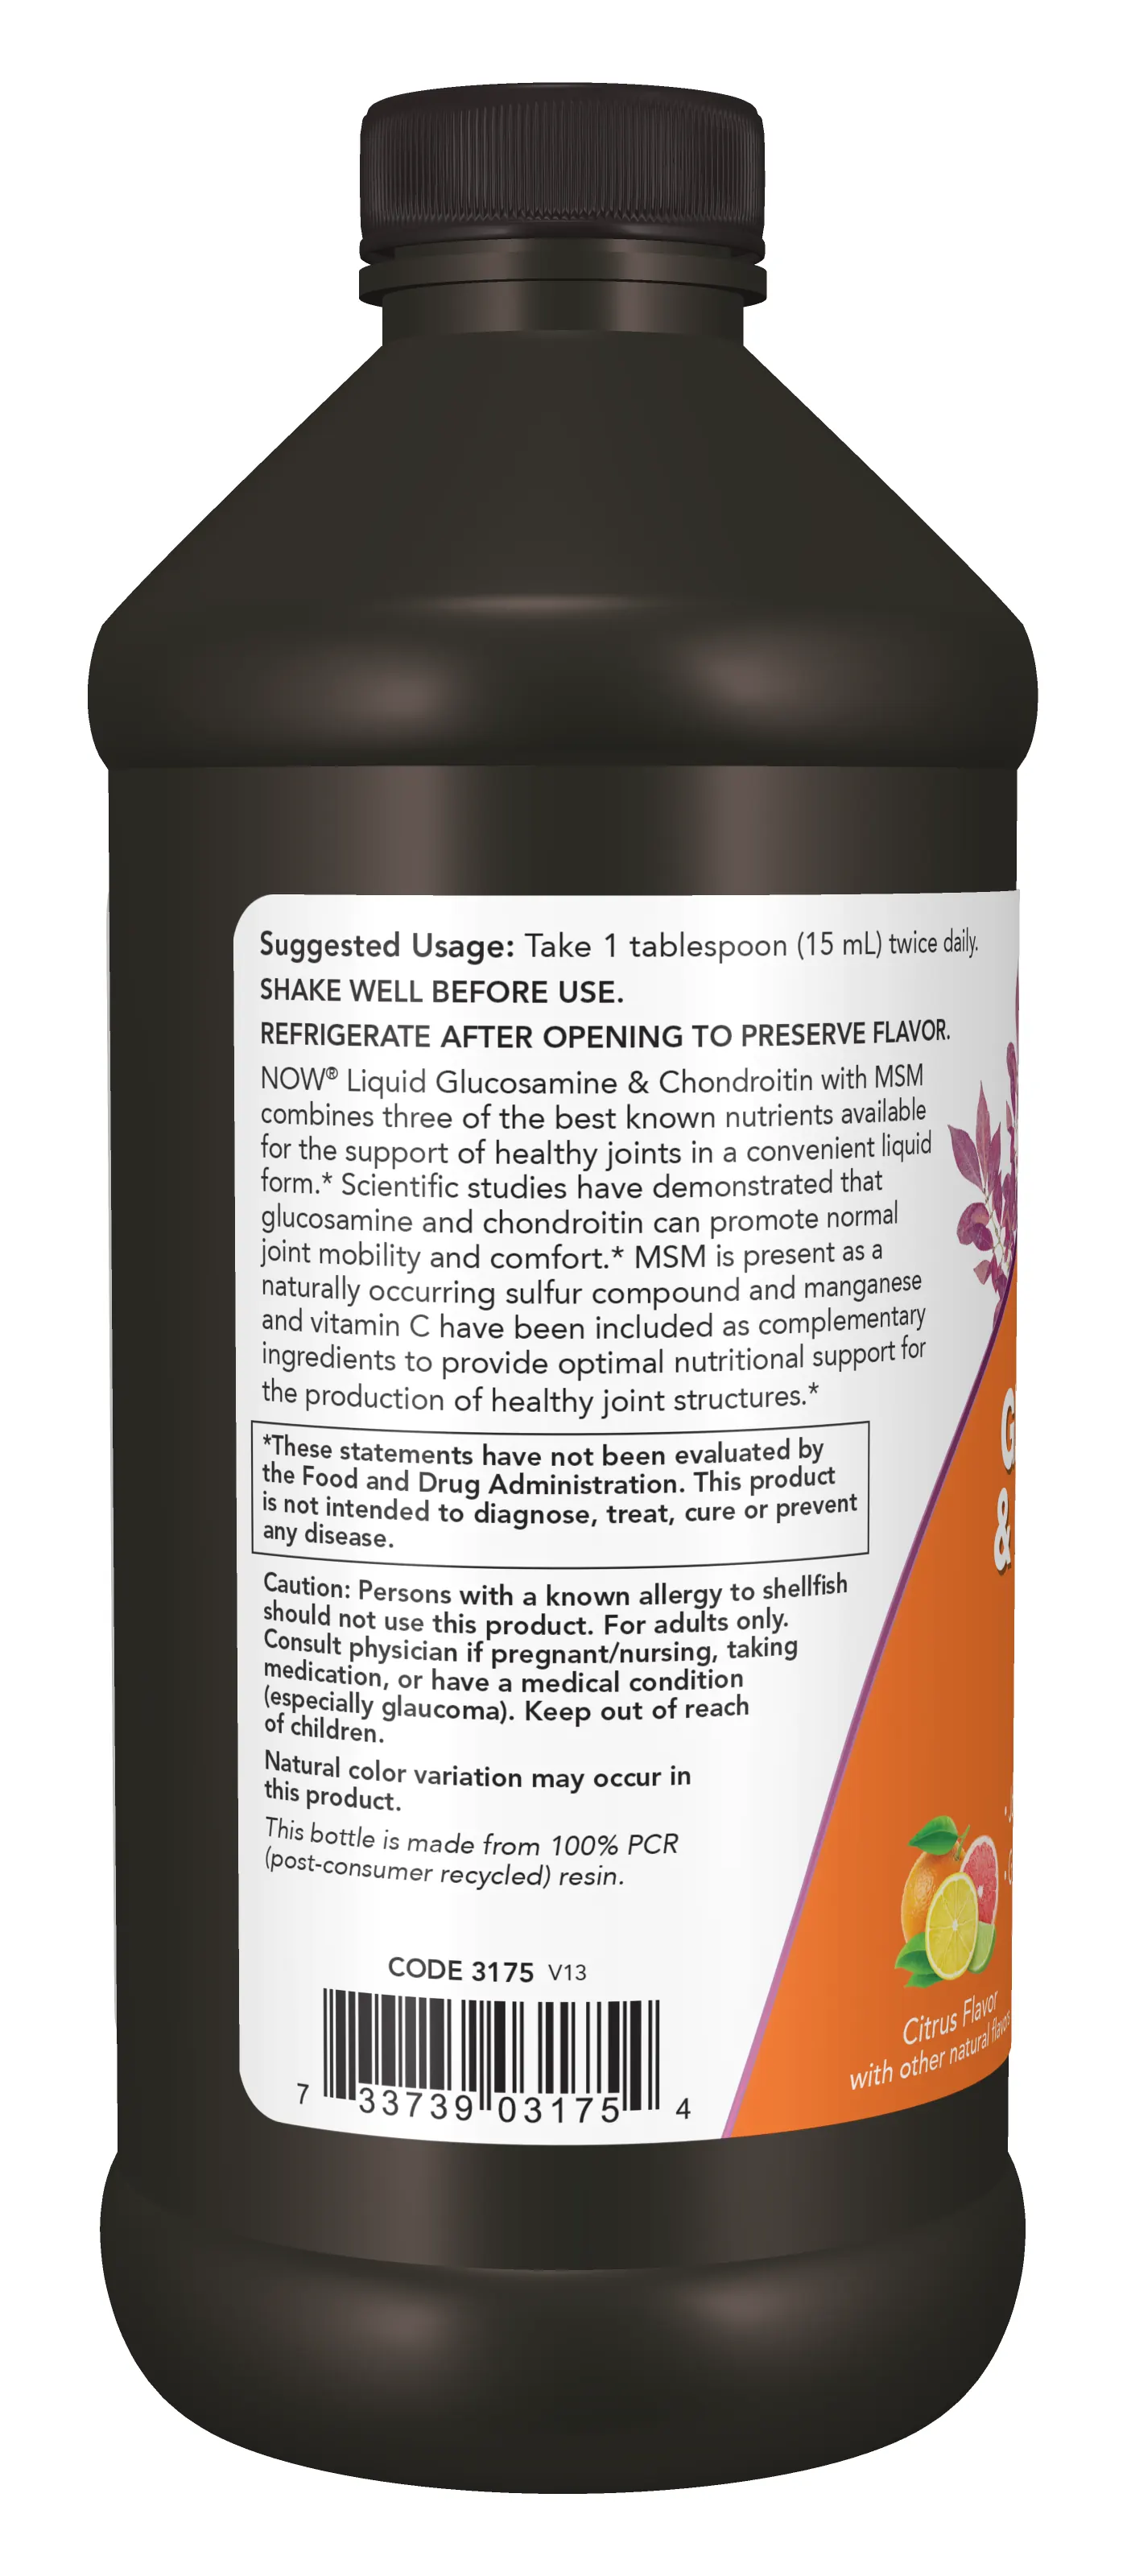 Suggested Usage: Take 1 tablespoon (15 mL) twice daily.
SHAKE WELL BEFORE USE.
REFRIGERATE AFTER OPENING TO PRESERVE FLAVOR.
NOW® Liquid Glucosamine & Chondroitin with MSM
combines three of the best known nutrients available
for the support of healthy joints in a convenient liquid
form.* Scientific studies have demonstrated that
glucosamine and chondroitin can promote normal
joint mobility and comfort.* MSM is present as a
naturally occurring sulfur compound and manganese
and vitamin C have been included as complementary
ingredients to provide optimal nutritional support for
the production of healthy joint structures.*
*These statements have not been evaluated by
the Food and Drug Administration. This product
is not intended to diagnose, treat, cure or prevent
any disease.
Caution: Persons with a known allergy to shellfish
should not use this product. For adults only.
Consult physician if pregnant/nursing, taking
medication, or have a medical condition
(especially glaucoma). Keep out of reach
of children.
Natural color variation may occur in
this product.
This bottle is made from 100% PCR
(post-consumer recycled) resin.
CODE 3175 V13
7 33739 03175 4
&
Citrus Flavor
with other natural flavors